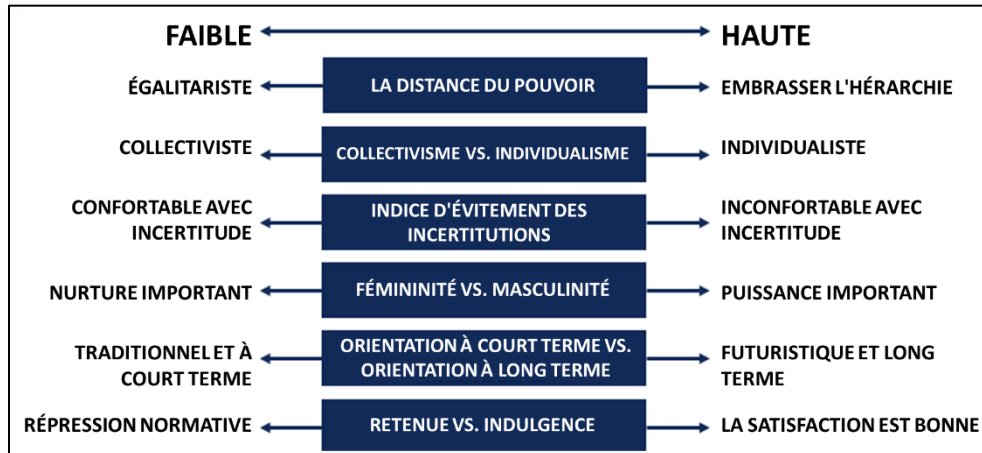 FAIBLE
HAUTE
ÉGALITARISTE
LA DISTANCE DU POUVOIR
EMBRASSER L'HÉRARCHIE
COLLECTIVISTE
COLLECTIVISME VS. INDIVIDUALISME
INDIVIDUALISTE
CONFORTABLE AVEC
INCERTITUDE
INDICE D'ÉVITEMENT DES
INCERTITUTIONS
INCONFORTABLE AVEC
INCERTITUDE
NURTURE IMPORTANT
FÉMININITÉ VS. MASCULINITÉ
PUISSANCE IMPORTANT
TRADITIONNEL ET À
COURT TERME
ORIENTATION À COURT TERME VS.
ORIENTATION À LONG TERME
FUTURISTIQUE ET LONG
TERME
RÉPRESSION NORMATIVE
RETENUE VS. INDULGENCE
LA SATISFACTION EST BONNE